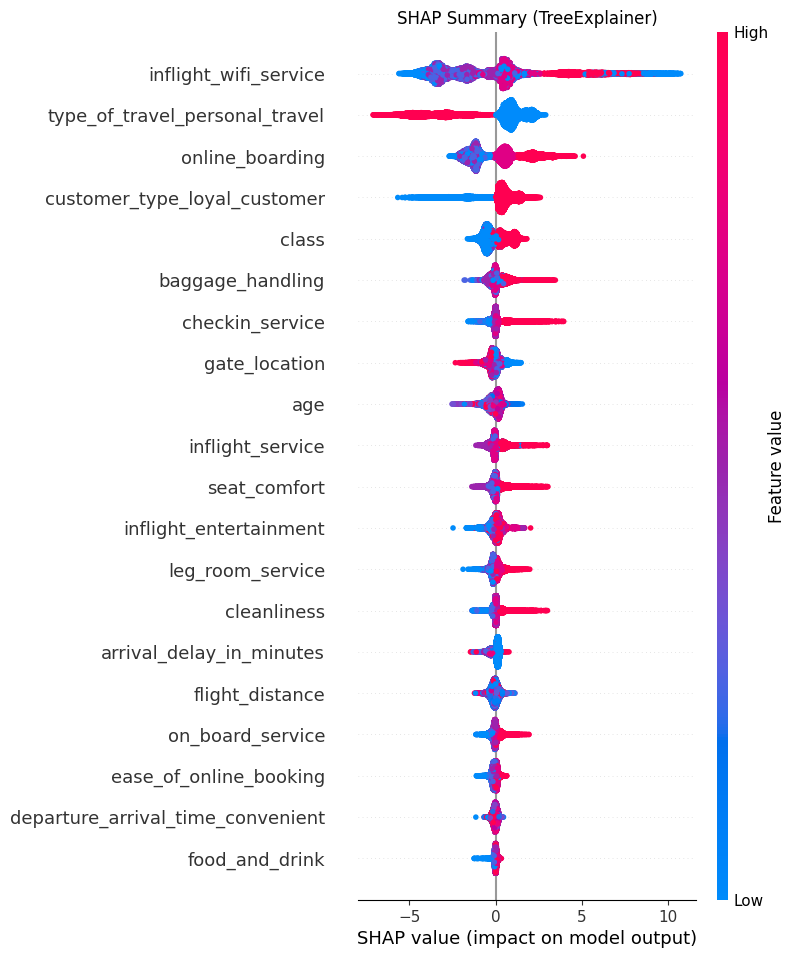 SHAP Summary (TreeExplainer)
High
inflight_wifi_service
type_of_travel_personal_travel
online_boarding
customer_type_loyal_customer
class
baggage_handling
checkin_service
gate_location
age
inflight_service
seat_comfort
inflight_entertainment
leg_room_service
cleanliness
arrival_delay_in_minutes
flight_distance
on_board_service
ease_of_online_booking
departure_arrival_time_convenient
food_and_drink
Feature value
Low
−5 0 5 10
SHAP value (impact on model output)